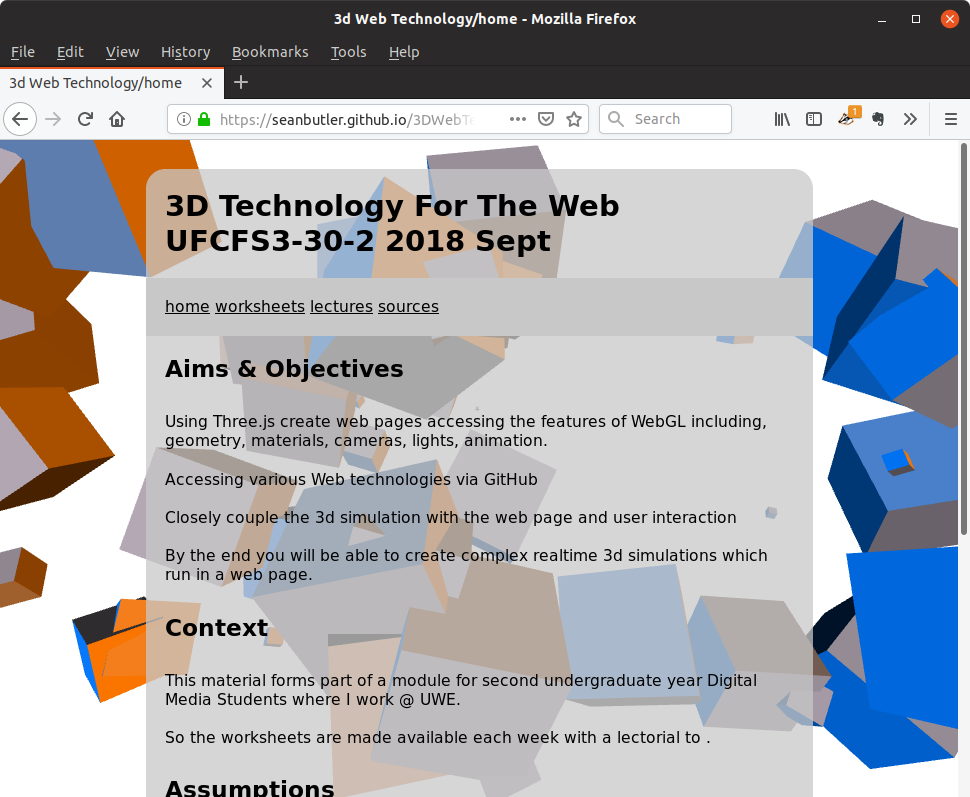 3d Web Technology/home - Mozilla Firefox
File Edit View History Bookmarks Tools Help
3d Web Technology/home
https://seanbutler.github.io/3DWebTe
Search
1
3D Technology For The Web
UFCFS3-30-2 2018 Sept
home worksheets lectures sources
Aims & Objectives
Using Three.js create web pages accessing the features of WebGL including,
geometry, materials, cameras, lights, animation.
Accessing various Web technologies via GitHub
Closely couple the 3d simulation with the web page and user interaction
By the end you will be able to create complex realtime 3d simulations which
run in a web page.
Context
This material forms part of a module for second undergraduate year Digital
Media Students where I work @ UWE.
So the worksheets are made available each week with a lectorial to .
Assumptions